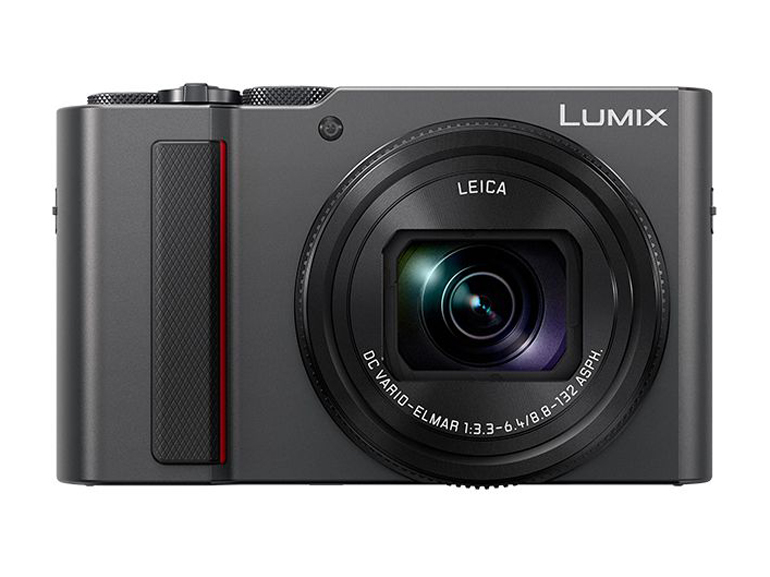 LUMIX
LEICA
DC VARIO-ELMAR 1:3.3-6.4/8.8-132 ASPH.